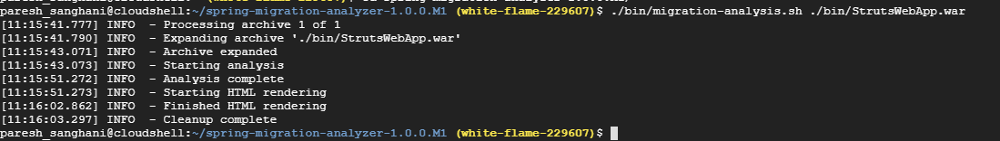 paresh_sanghani@cloudshell:~/spring-migration-analyzer-1.0.0.M1 (white-flame-229607)$ ./bin/migration-analysis.sh ./bin/StrutsWebApp.war
[11:15:41.777] INFO  - Processing archive 1 of 1
[11:15:41.790] INFO  - Expanding archive './bin/StrutsWebApp.war'
[11:15:43.071] INFO  - Archive expanded
[11:15:43.073] INFO  - Starting analysis
[11:15:51.272] INFO  - Analysis complete
[11:15:51.273] INFO  - Starting HTML rendering
[11:16:02.862] INFO  - Finished HTML rendering
[11:16:03.297] INFO  - Cleanup complete
paresh_sanghani@cloudshell:~/spring-migration-analyzer-1.0.0.M1 (white-flame-229607)$